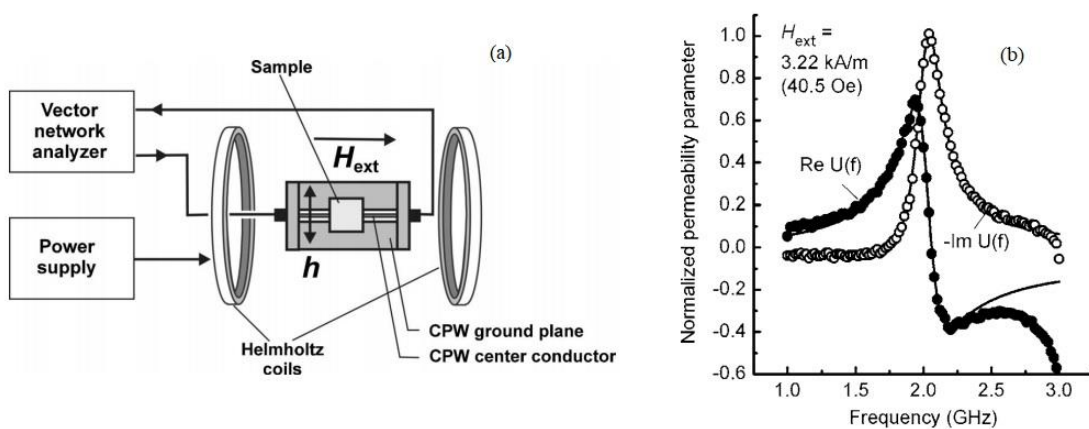 (a)
Sample
Vector
network
analyzer
H
ext
h
Power
supply
Helmholtz
coils
CPW ground plane
CPW center conductor
(b)
H
ext =
3.22 kA/m
(40.5 Oe)
Re U(f)
-Im U(f)
Normalized permeability parameter
1.0
0.8
0.6
0.4
0.2
0.0
-0.2
-0.4
-0.6
1.0 1.5 2.0 2.5 3.0
Frequency (GHz)